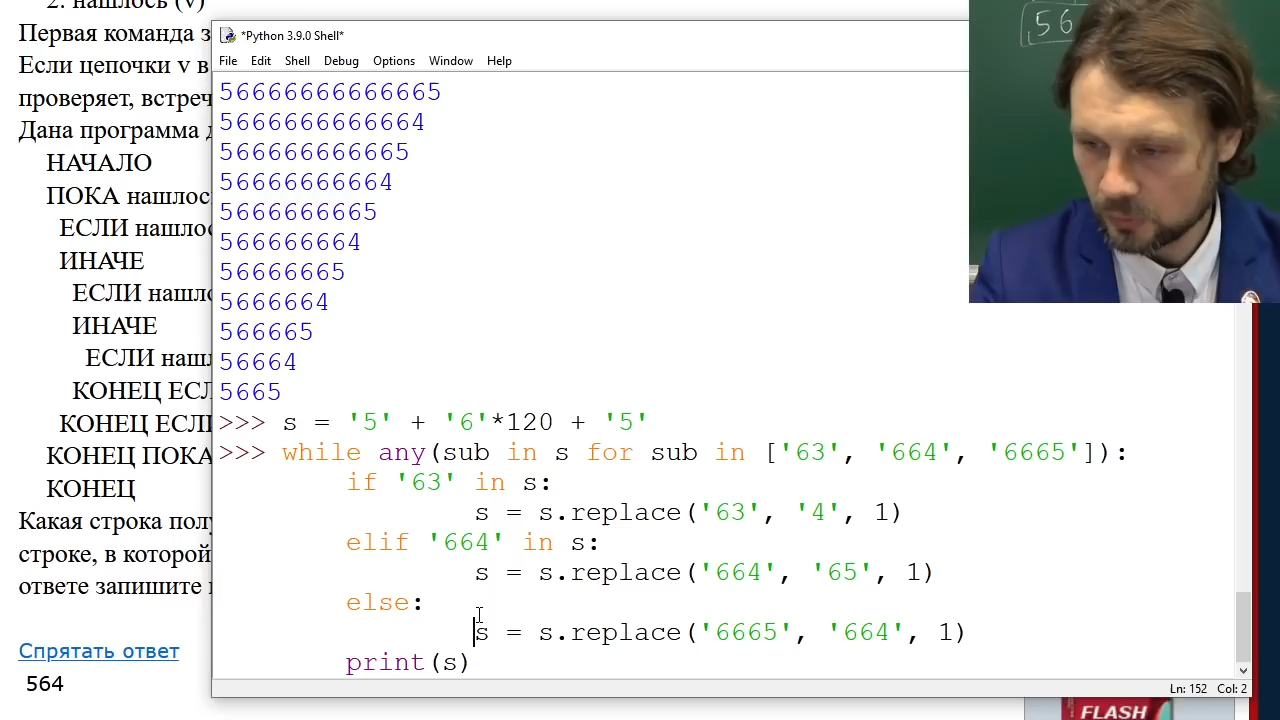 2. нашлось (v)
Первая команда з
Если цепочки v в
проверяет, встреч
Дана программа д
НАЧАЛО
ПОКА нашлос
ЕСЛИ нашло
ИНАЧЕ
ЕСЛИ нашло
ИНАЧЕ
ЕСЛИ наш
КОНЕЦ ЕСЛ
КОНЕЦ ЕСЛИ
КОНЕЦ ПОКА
КОНЕЦ
Какая строка полу
строке, в которой
ответе запишите
Спрятать ответ
564
*Python 3.9.0 Shell*
File Edit Shell Debug Options Window Help
56666666666665
5666666666664
566666666665
56666666664
5666666665
566666664
56666665
5666664
566665
56664
5665
>>> s = '5' + '6'*120 + '5'
>>> while any(sub in s for sub in ['63', '664', '6665']):
if '63' in s:
s = s.replace('63', '4', 1)
elif '664' in s:
s = s.replace('664', '65', 1)
else:
s = s.replace('6665', '664', 1)
print(s)
Ln: 152 Col: 2
56
FLASH